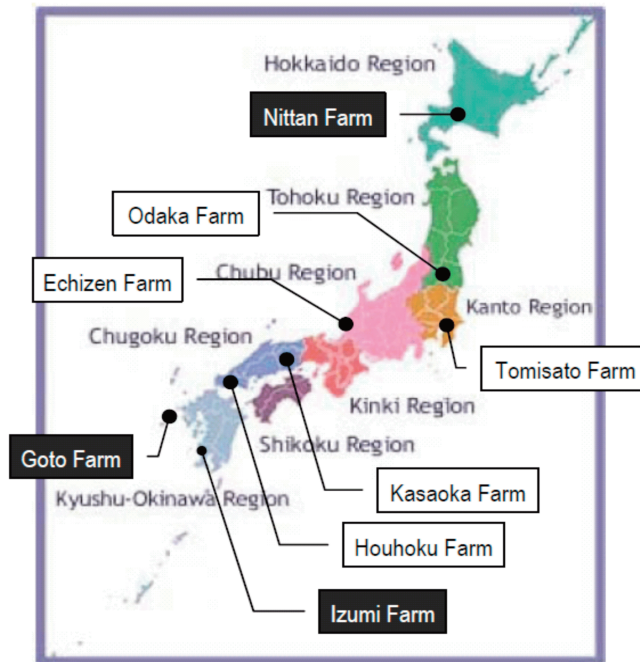 Hokkaido Region
Nittan Farm
Tohoku Region
Odaka Farm
Chubu Region
Echizen Farm
Kanto Region
Chugoku Region
Tomisato Farm
Kinki Region
Shikoku Region
Goto Farm
Kyushu-Okinawa Region
Kasaoka Farm
Houhoku Farm
Izumi Farm